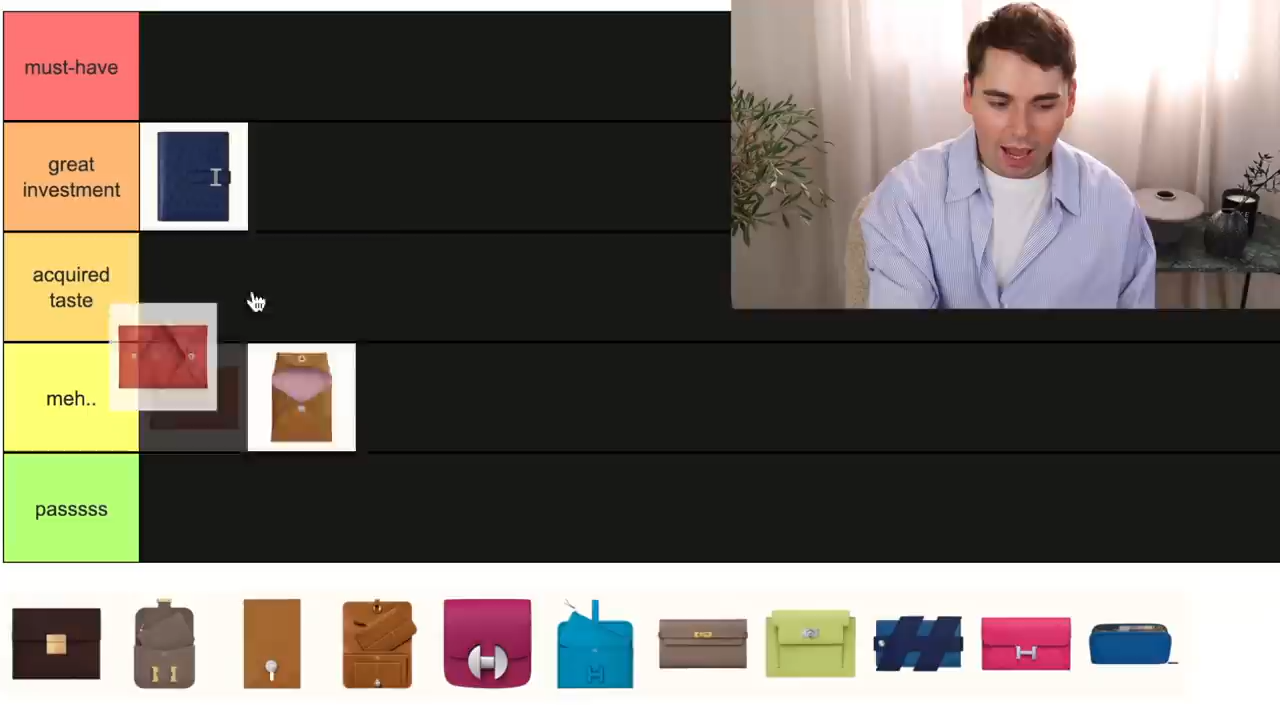 must-have
great
investment
acquired
taste
meh..
passsss